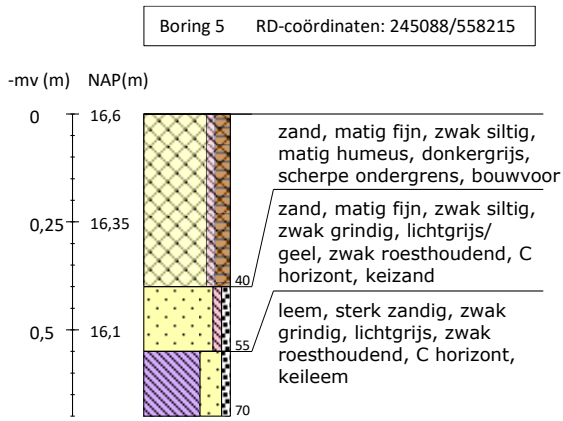 Boring 5 RD-coördinaten: 245088/558215
-mv (m) NAP(m)
0 16,6
zand, matig fijn, zwak siltig,
matig humeus, donkergrijs,
scherpe ondergrens, bouwvoor
zand, matig fijn, zwak siltig,
zwak grindig, lichtgrijs/
geel, zwak roesthoudend, C
horizont, keizand
0,25 16,35
40
leem, sterk zandig, zwak
grindig, lichtgrijs, zwak
roesthoudend, C horizont,
keileem
0,5 16,1
55
70